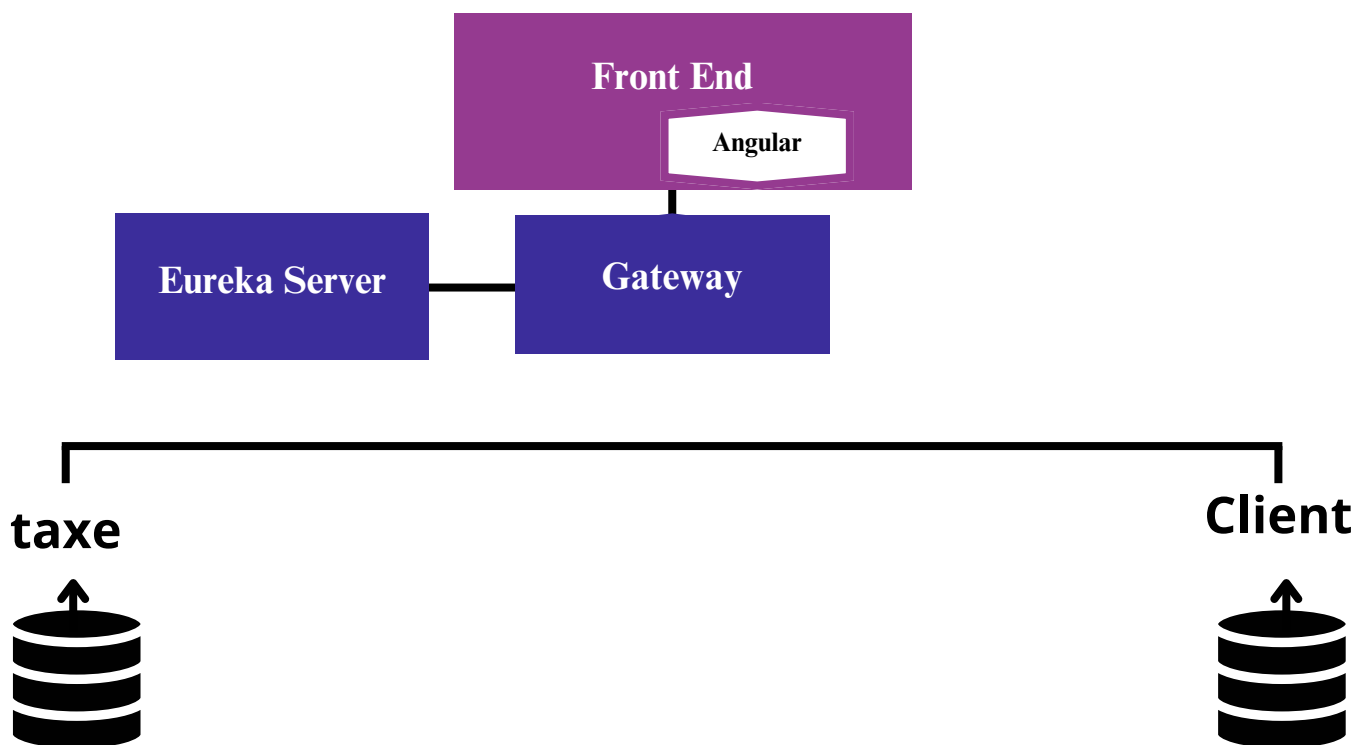 Front End
Angular
Eureka Server
Gateway
taxe
Client